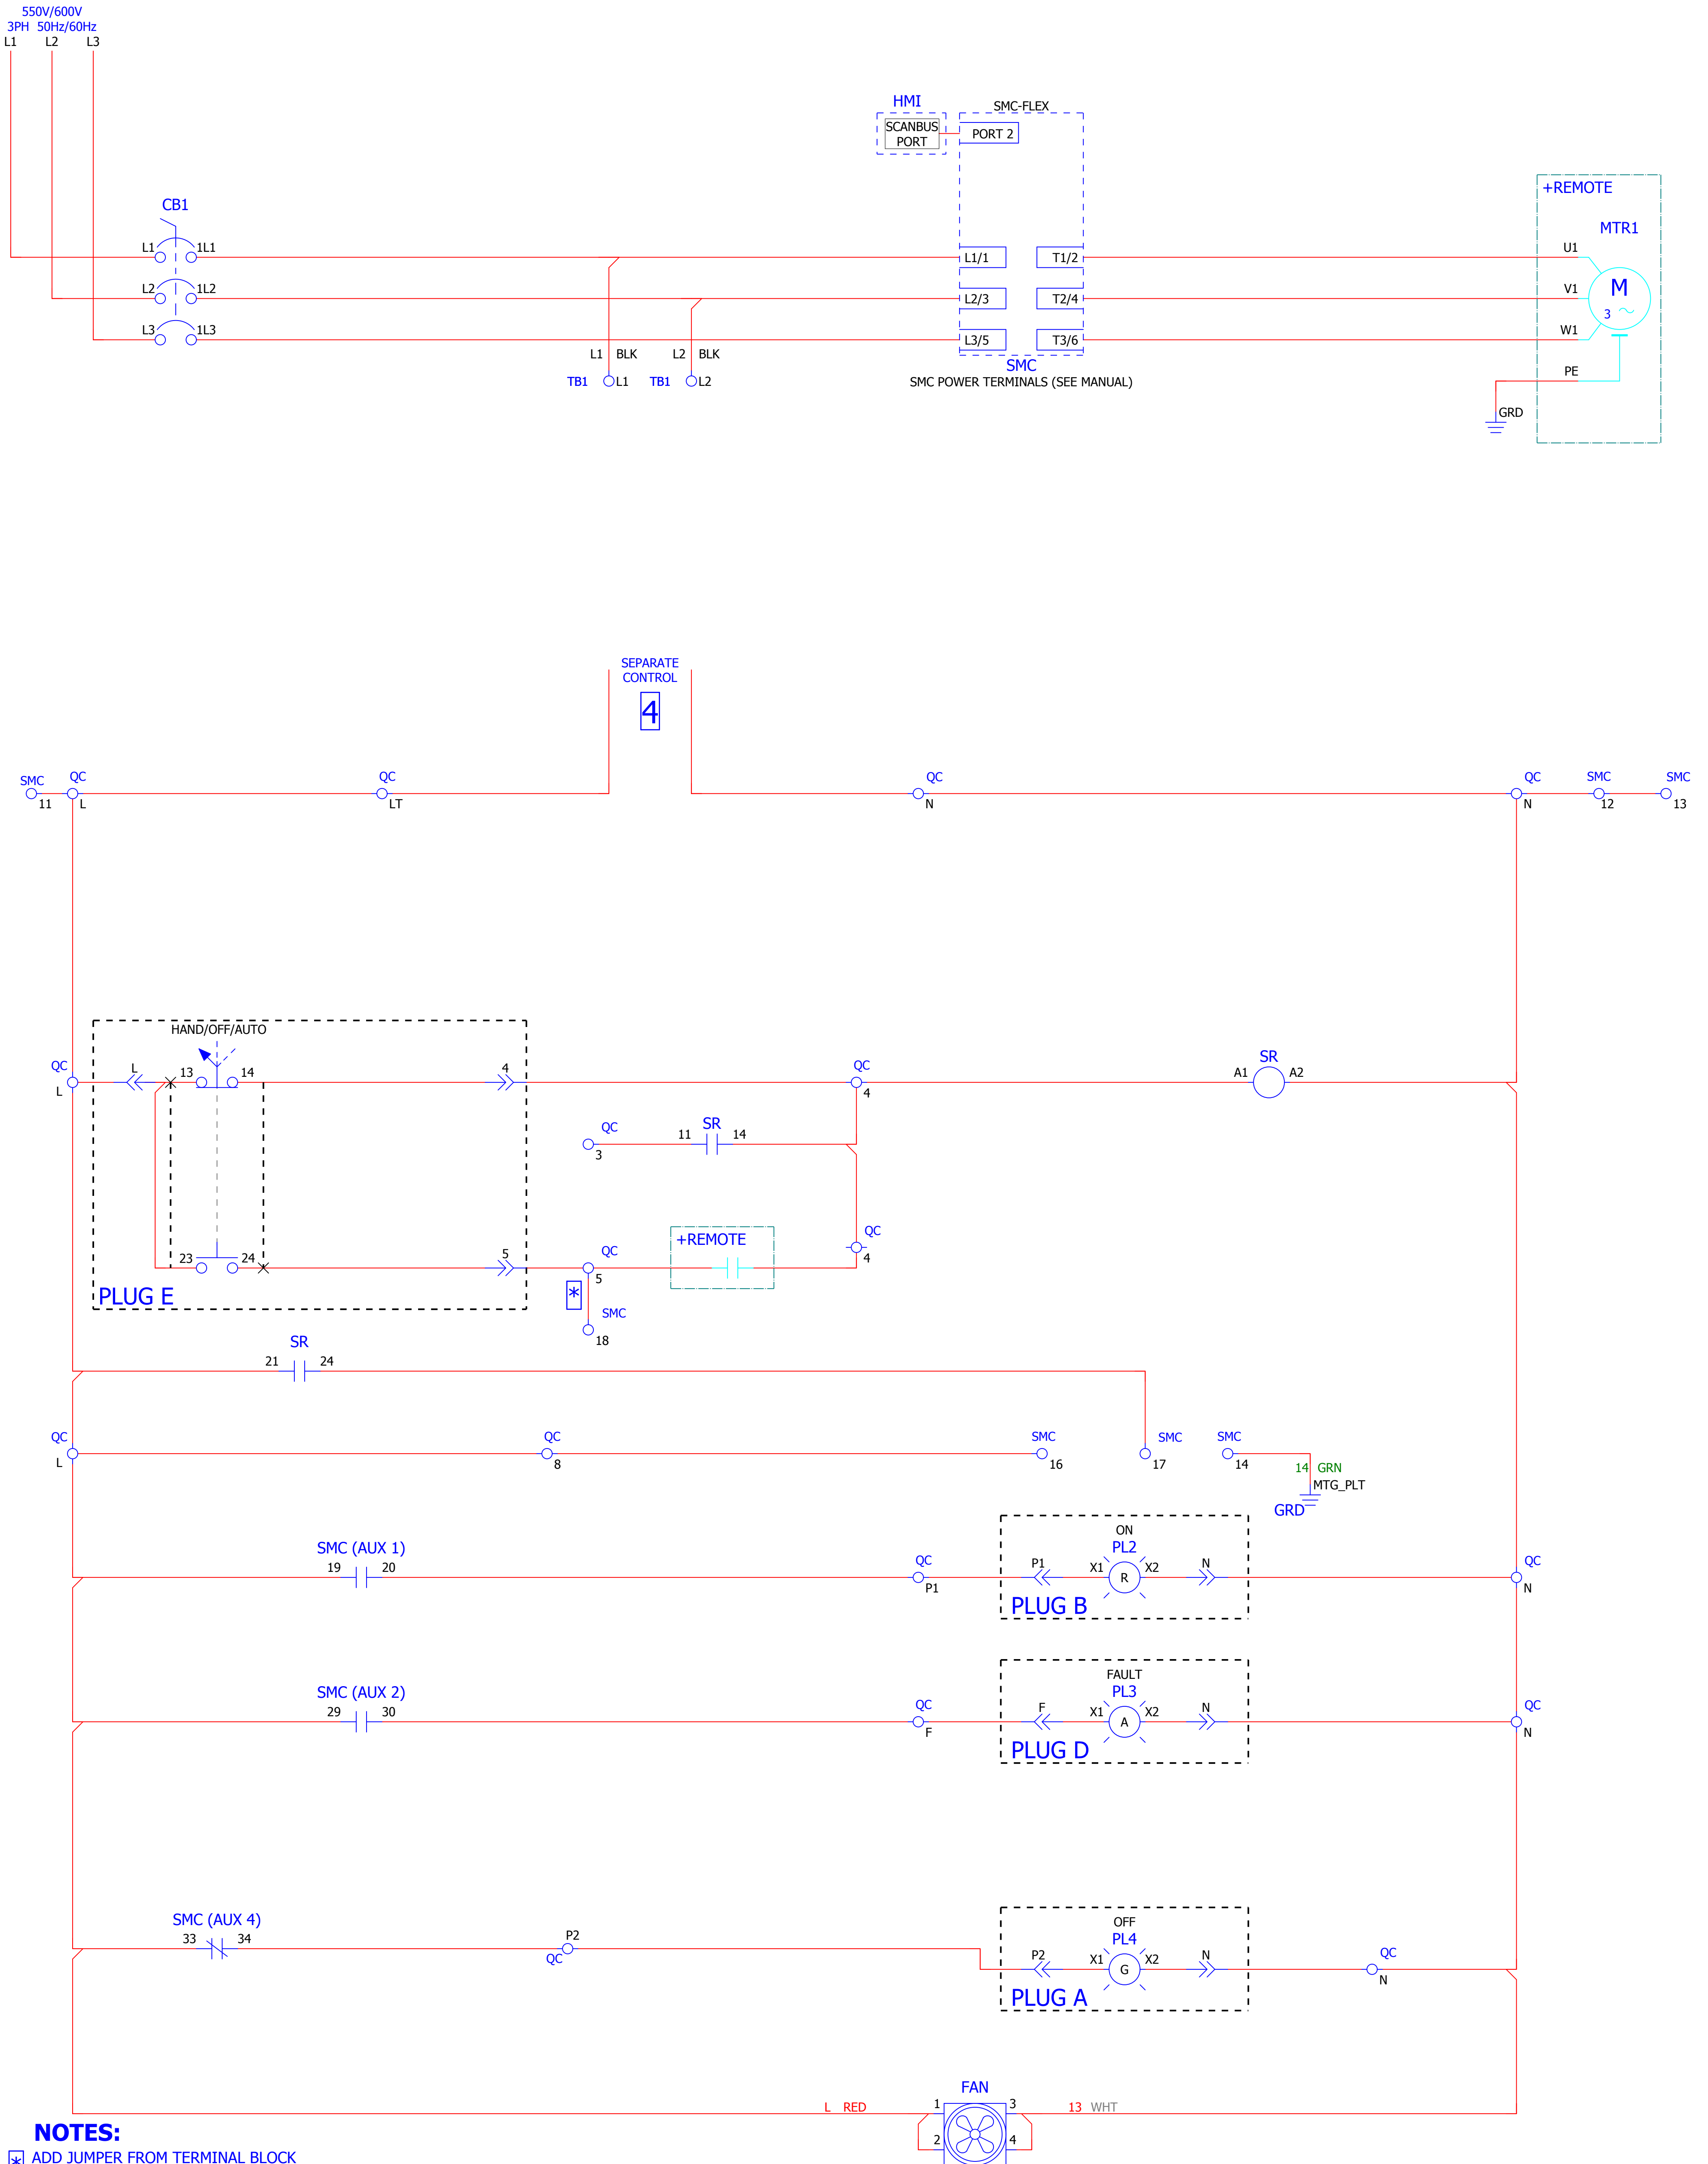 550V/600V
3PH 50Hz/60Hz
L1 L2 L3
HMI
SCANBUS
PORT
SMC-FLEX
PORT 2
+REMOTE
MTR1
CB1
L1 1L1
L1/1 T1/2
U1
L2 1L2
L2/3 T2/4
V1
M
3
L3 1L3
L3/5 T3/6
W1
L1 BLK L2 BLK
SMC
PE
TB1 L1 TB1 L2
SMC POWER TERMINALS (SEE MANUAL)
GRD
SEPARATE
CONTROL
4
SMC QC QC QC QC SMC SMC
11 L LT N N 12 13
HAND/OFF/AUTO
QC L 13 14 4 QC SR
L 4 A1 A2
QC SR
3 11 14
QC
4
+REMOTE
23 24 5 QC
5
PLUG E
*
SMC
18
SR
21 24
QC QC SMC SMC SMC
L 8 16 17 14
14 GRN
MTG_PLT
GRD
ON
SMC (AUX 1) PL2
19 20 QC P1 X1 R X2 N QC
P1 N
PLUG B
FAULT
SMC (AUX 2) PL3
29 30 QC F X1 A X2 N QC
F N
PLUG D
OFF
SMC (AUX 4) PL4
33 34 P2 P2 X1 G X2 N QC
QC N
PLUG A
FAN
L RED 1 3 13 WHT
2 4
NOTES:
* ADD JUMPER FROM TERMINAL BLOCK